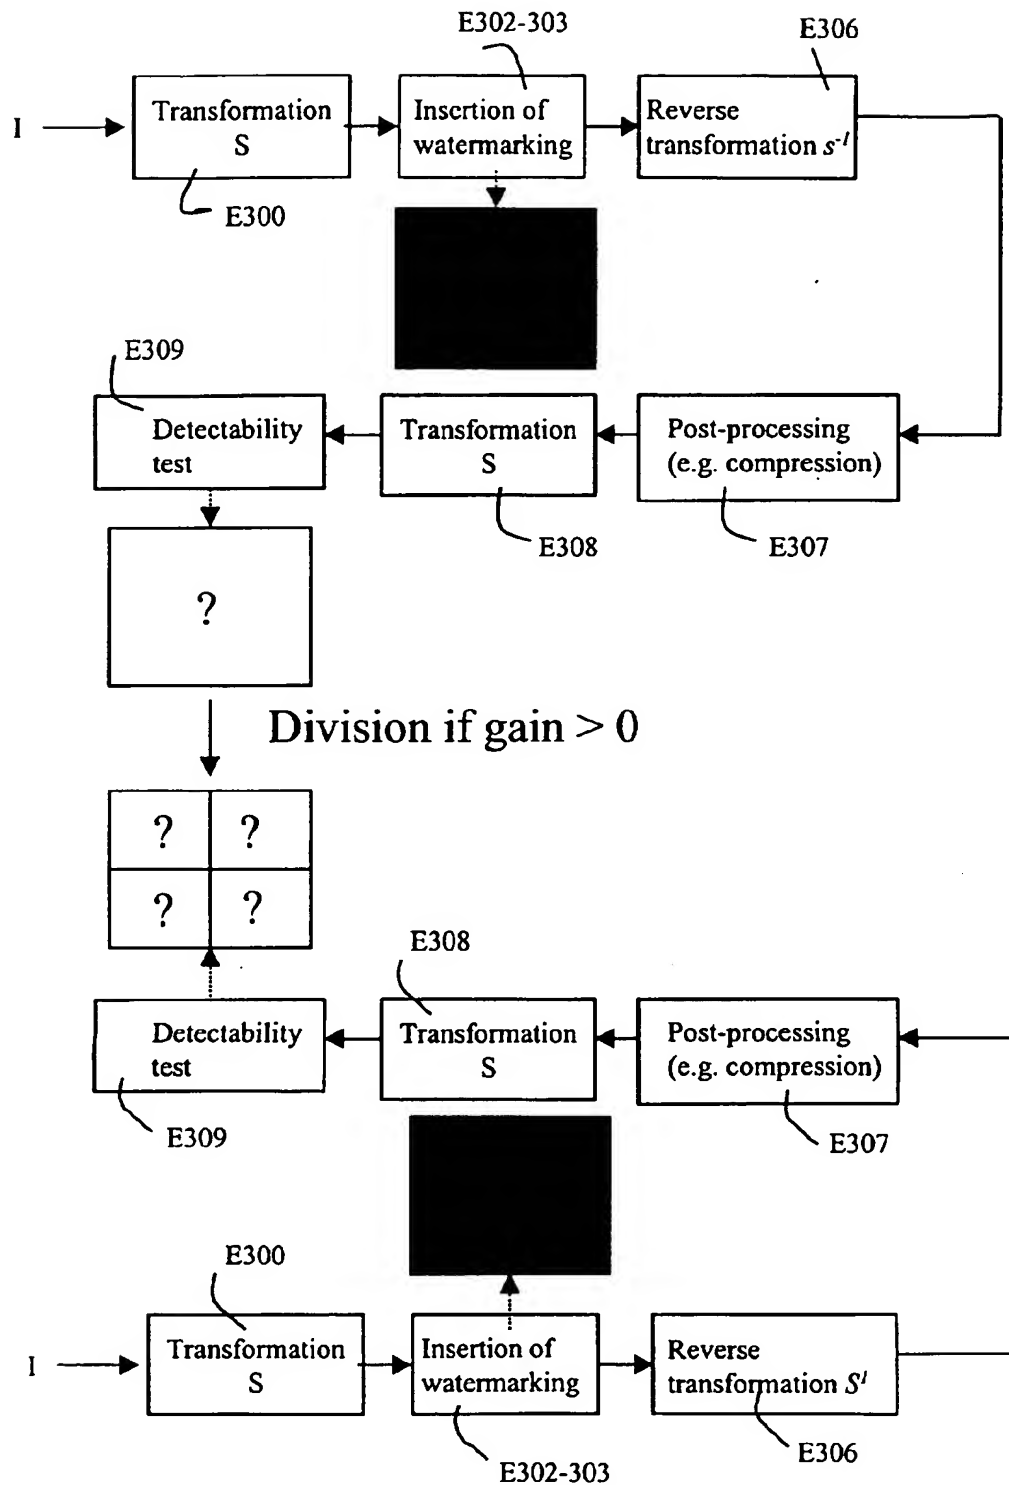 E302-303
E306
I
Transformation
S
Insertion of
watermarking
Reverse
transformation s⁻¹
E300
E309
Detectability
test
Transformation
S
Post-processing
(e.g. compression)
E308
E307
?
Division if gain > 0
? ?
? ?
E308
Detectability
test
Transformation
S
Post-processing
(e.g. compression)
E309
E307
E300
I
Transformation
S
Insertion of
watermarking
Reverse
transformation S¹
E306
E302-303